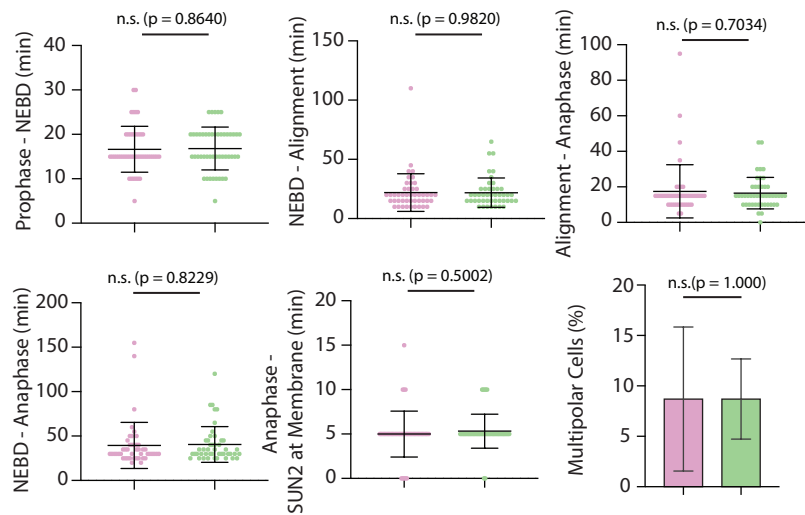 n.s. (p = 0.8640)
Prophase - NEBD (min)
40
30
20
10
0
n.s. (p = 0.9820)
NEBD - Alignment (min)
150
100
50
0
n.s. (p = 0.7034)
Alignment - Anaphase (min)
100
80
60
40
20
0
n.s. (p = 0.8229)
NEBD - Anaphase (min)
200
150
100
50
0
n.s. (p = 0.5002)
Anaphase -
SUN2 at Membrane (min)
20
15
10
5
0
n.s.(p = 1.000)
Multipolar Cells (%)
20
15
10
5
0